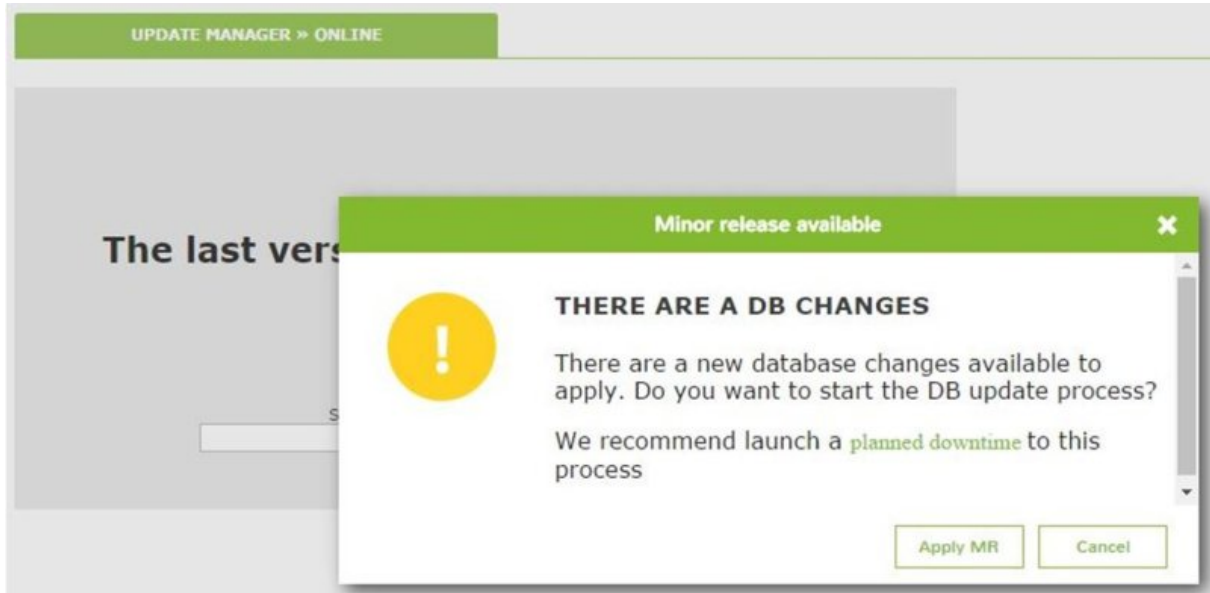 UPDATE MANAGER » ONLINE
Minor release available
The last vers
THERE ARE A DB CHANGES
There are a new database changes available to
apply. Do you want to start the DB update process?
We recommend launch a planned downtime to this
process
Apply MR
Cancel